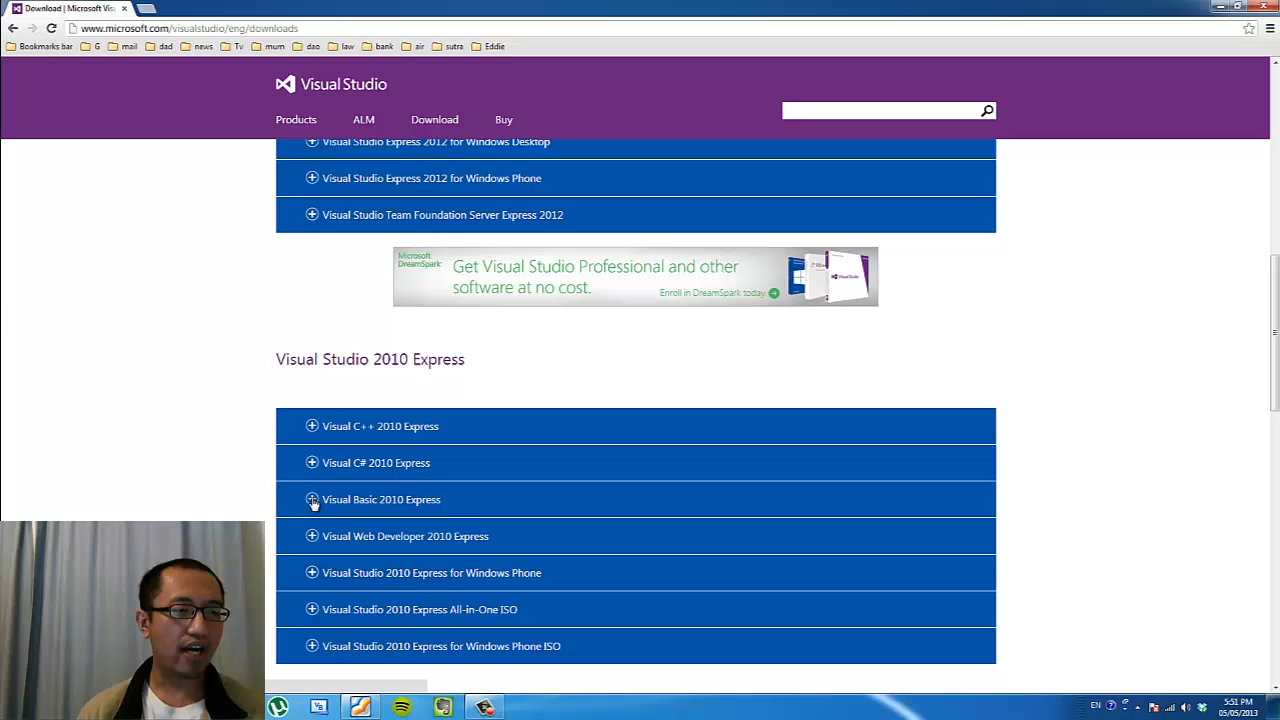 Download | Microsoft Visu
www.microsoft.com/visualstudio/eng/downloads
Bookmarks bar G mail dad news Tv mum dao law bank air sutra Eddie
Visual Studio
Products ALM Download Buy
Visual Studio Express 2012 for Windows Desktop
Visual Studio Express 2012 for Windows Phone
Visual Studio Team Foundation Server Express 2012
Microsoft
DreamSpark
Get Visual Studio Professional and other
software at no cost.
Enroll in DreamSpark today.
Visual Studio
Visual Studio 2010 Express
Visual C++ 2010 Express
Visual C# 2010 Express
Visual Basic 2010 Express
Visual Web Developer 2010 Express
Visual Studio 2010 Express for Windows Phone
Visual Studio 2010 Express All-in-One ISO
Visual Studio 2010 Express for Windows Phone ISO
EN
5:51 PM
05/05/2013